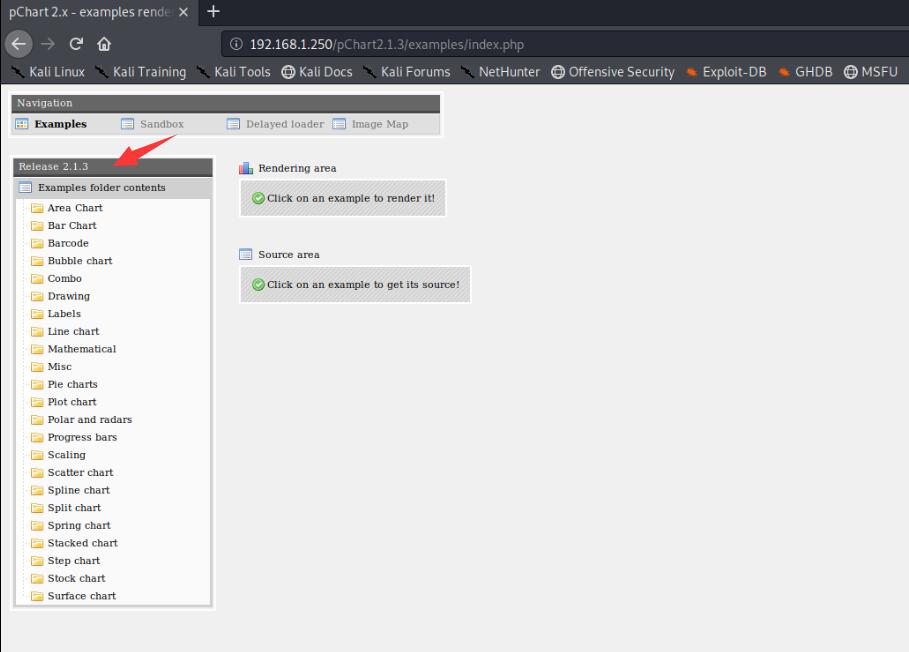 pChart 2.x - examples rende
192.168.1.250/pChart2.1.3/examples/index.php
Kali Linux Kali Training Kali Tools Kali Docs Kali Forums NetHunter Offensive Security Exploit-DB GHDB MSFU
Navigation
Examples Sandbox Delayed loader Image Map
Release 2.1.3
Examples folder contents
Area Chart
Bar Chart
Barcode
Bubble chart
Combo
Drawing
Labels
Line chart
Mathematical
Misc
Pie charts
Plot chart
Polar and radars
Progress bars
Scaling
Scatter chart
Spline chart
Split chart
Spring chart
Stacked chart
Step chart
Stock chart
Surface chart
Rendering area
Click on an example to render it!
Source area
Click on an example to get its source!